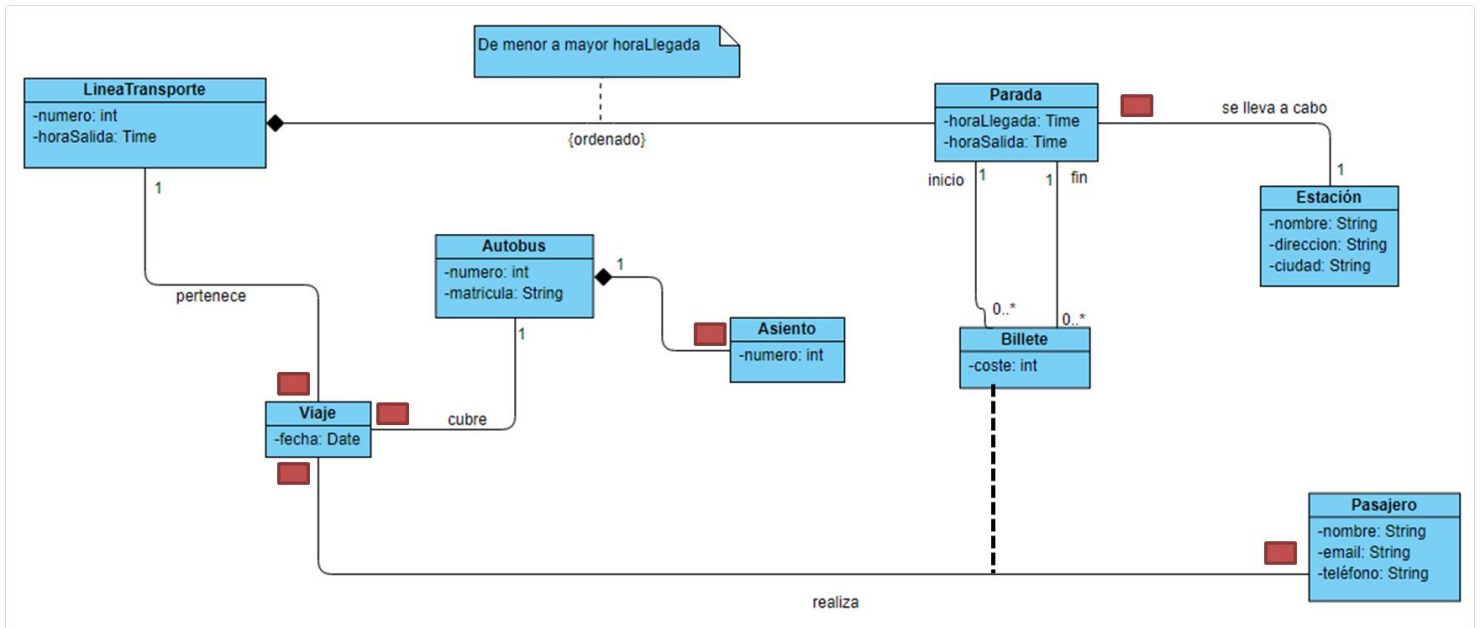 De menor a mayor horaLlegada
LineaTransporte
-numero: int
-horaSalida: Time
1
{ordenado}
Parada
-horaLlegada: Time
-horaSalida: Time
se lleva a cabo
1
Estación
-nombre: String
-direccion: String
-ciudad: String
inicio
1
1
fin
0..*
0..*
Billete
-coste: int
pertenece
Autobus
-numero: int
-matricula: String
1
1
Asiento
-numero: int
Viaje
-fecha: Date
cubre
Pasajero
-nombre: String
-email: String
-teléfono: String
realiza